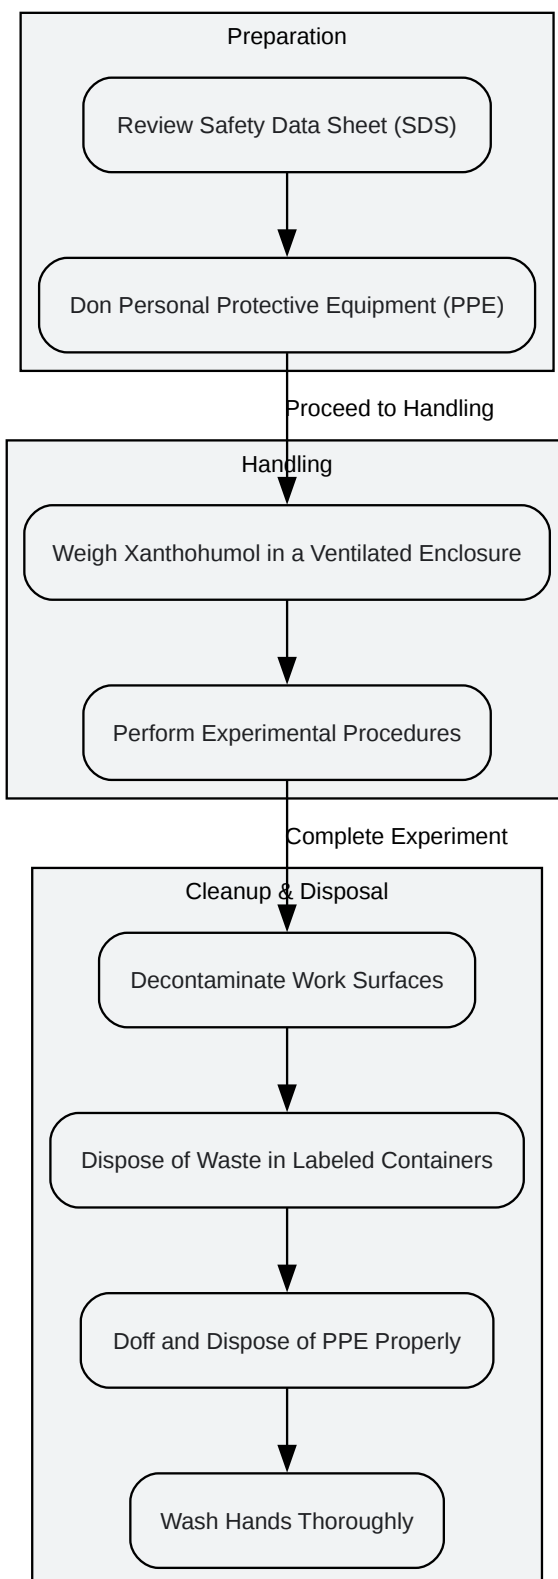 Preparation
Review Safety Data Sheet (SDS)
Don Personal Protective Equipment (PPE)
Proceed to Handling
Handling
Weigh Xanthohumol in a Ventilated Enclosure
Perform Experimental Procedures
Complete Experiment
Cleanup & Disposal
Decontaminate Work Surfaces
Dispose of Waste in Labeled Containers
Doff and Dispose of PPE Properly
Wash Hands Thoroughly